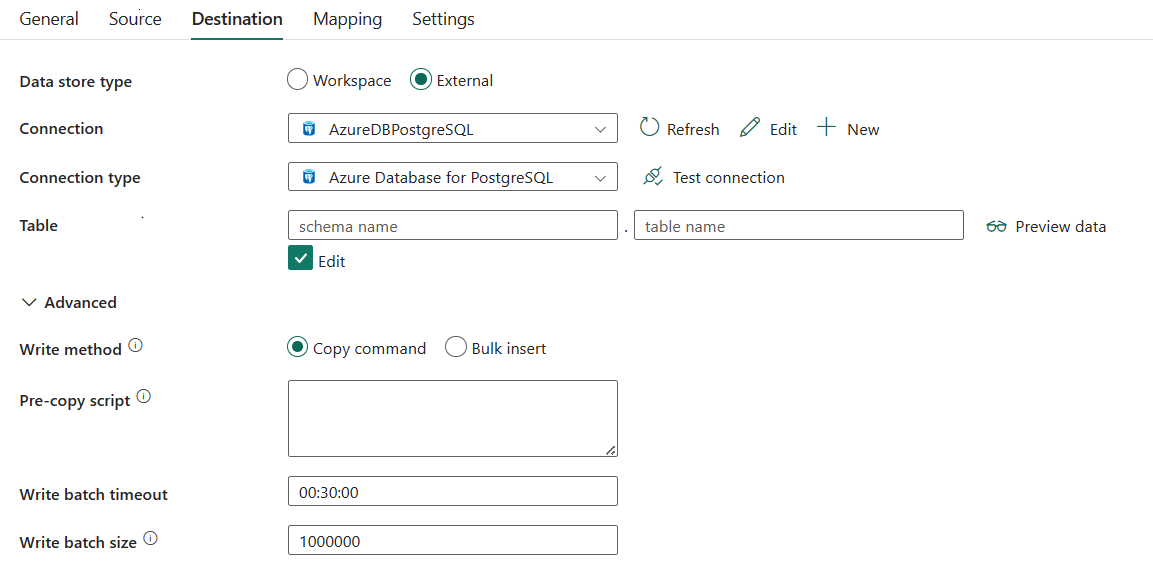 General Source Destination Mapping Settings
Data store type Workspace External
Connection AzureDBPostgreSQL Refresh Edit New
Connection type Azure Database for PostgreSQL Test connection
Table schema name . table name Preview data
Edit
Advanced
Write method Copy command Bulk insert
Pre-copy script
Write batch timeout 00:30:00
Write batch size 1000000